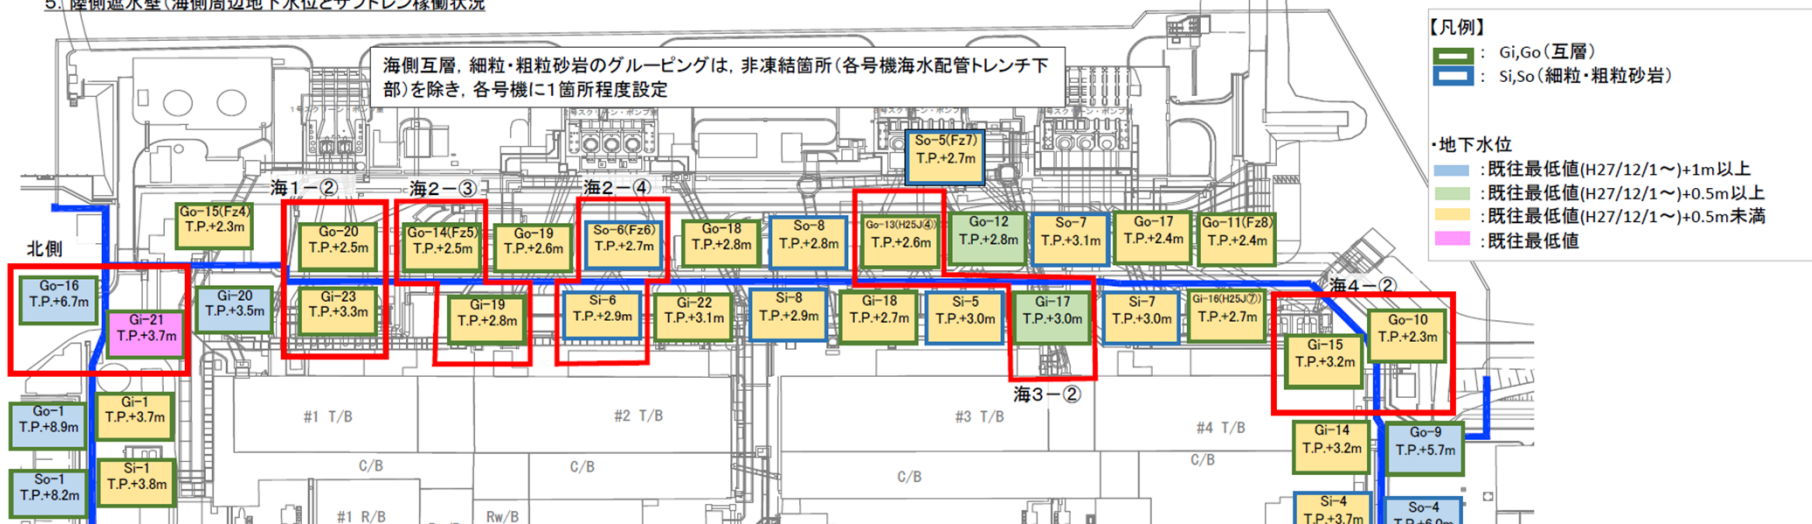 5. 陸側遮水壁(海側周辺地下水位とサブドレン稼働状況
海側互層, 細粒・粗粒砂岩のグルーピングは, 非凍結箇所(各号機海水配管トレンチ下
部)を除き, 各号機に1箇所程度設定
【凡例】
: Gi,Go(互層)
: Si,So(細粒・粗粒砂岩)
・地下水位
:既往最低値(H27/12/1～)+1m以上
:既往最低値(H27/12/1～)+0.5m以上
:既往最低値(H27/12/1～)+0.5m未満
:既往最低値
So-5(Fz7)
T.P.+2.7m
海1-②
海2-③
海2-④
Go-15(Fz4)
T.P.+2.3m
Go-20
T.P.+2.5m
Go-14(Fz5)
T.P.+2.5m
Go-19
T.P.+2.6m
So-6(Fz6)
T.P.+2.7m
Go-18
T.P.+2.8m
So-8
T.P.+2.8m
Go-13(H25J④)
T.P.+2.6m
Go-12
T.P.+2.8m
So-7
T.P.+3.1m
Go-17
T.P.+2.4m
Go-11(Fz8)
T.P.+2.4m
北側
Go-16
T.P.+6.7m
Gi-21
T.P.+3.7m
Gi-20
T.P.+3.5m
Gi-23
T.P.+3.3m
Gi-19
T.P.+2.8m
Si-6
T.P.+2.9m
Gi-22
T.P.+3.1m
Si-8
T.P.+2.9m
Gi-18
T.P.+2.7m
Si-5
T.P.+3.0m
Gi-17
T.P.+3.0m
Si-7
T.P.+3.0m
Gi-16(H25J⑦)
T.P.+2.7m
海4-②
Gi-15
T.P.+3.2m
Go-10
T.P.+2.3m
海3-②
Go-1
T.P.+8.9m
Gi-1
T.P.+3.7m
#1 T/B
#2 T/B
#3 T/B
#4 T/B
Gi-14
T.P.+3.2m
Go-9
T.P.+5.7m
So-1
T.P.+8.2m
Si-1
T.P.+3.8m
C/B
C/B
C/B
C/B
#1 R/B
Rw/B
Si-4
T.P.+3.7m
So-4
T.P.+6.0m